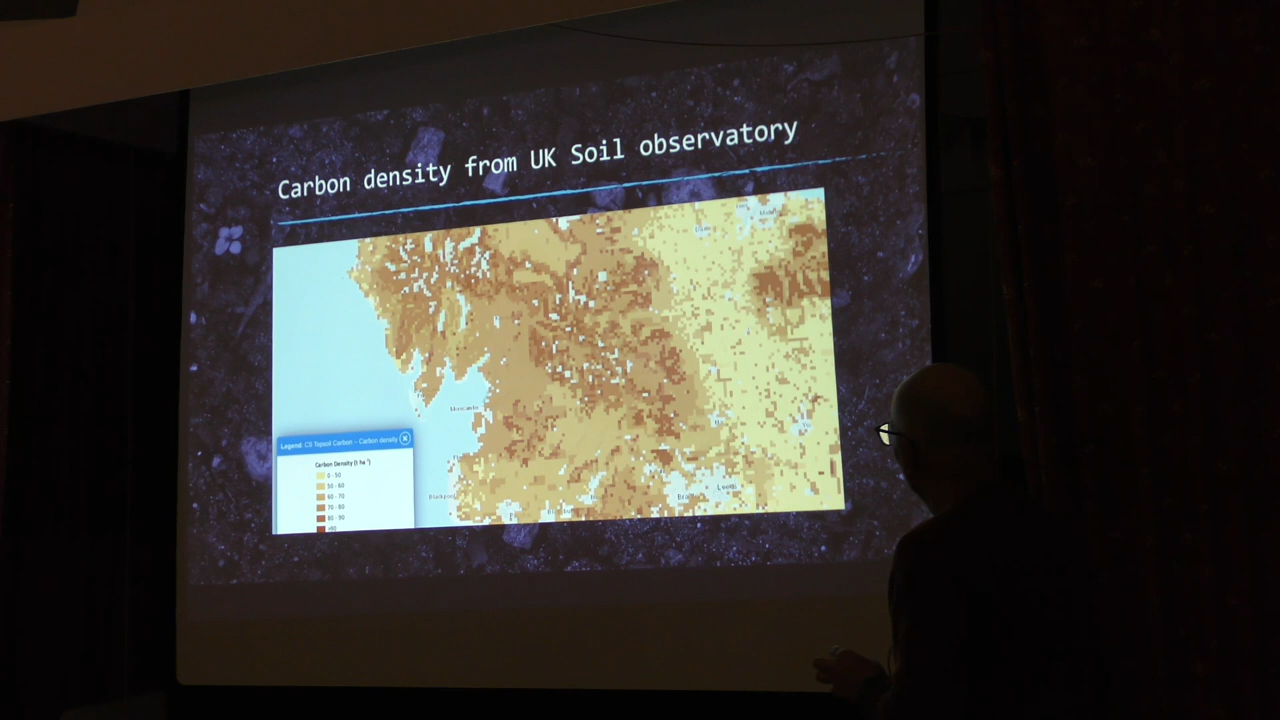 Carbon density from UK Soil observatory
Morecambe
Blackpool
Leeds
Legend: CS Topsoil Carbon - Carbon density
Carbon Density (t ha⁻¹)
0 - 50
50 - 60
60 - 70
70 - 80
80 - 90
>90